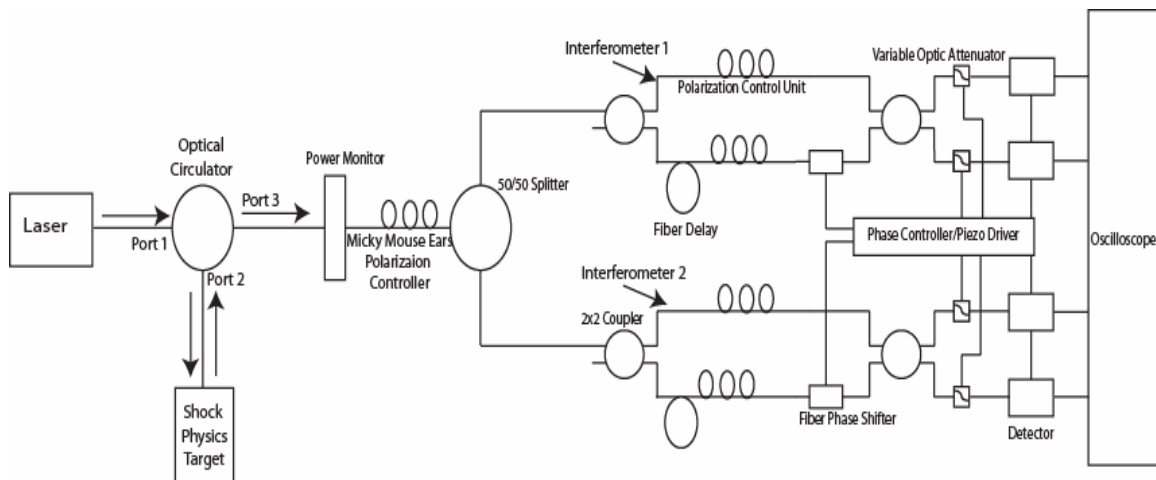 Interferometer 1
Variable Optic Attenuator
Polarization Control Unit
Optical
Circulator
Power Monitor
50/50 Splitter
Laser
Port 1
Port 3
Port 2
Micky Mouse Ears
Polarizaion
Controller
Fiber Delay
Phase Controller/Piezo Driver
Oscilloscope
Interferometer 2
2x2 Coupler
Fiber Phase Shifter
Detector
Shock
Physics
Target